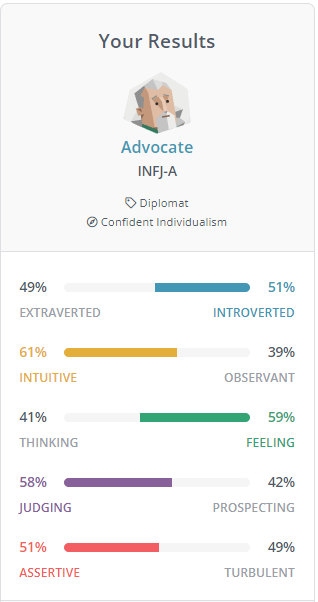 Your Results
Advocate
INFJ-A
Diplomat
Confident Individualism
49% 51%
EXTRAVERTED INTROVERTED
61% 39%
INTUITIVE OBSERVANT
41% 59%
THINKING FEELING
58% 42%
JUDGING PROSPECTING
51% 49%
ASSERTIVE TURBULENT